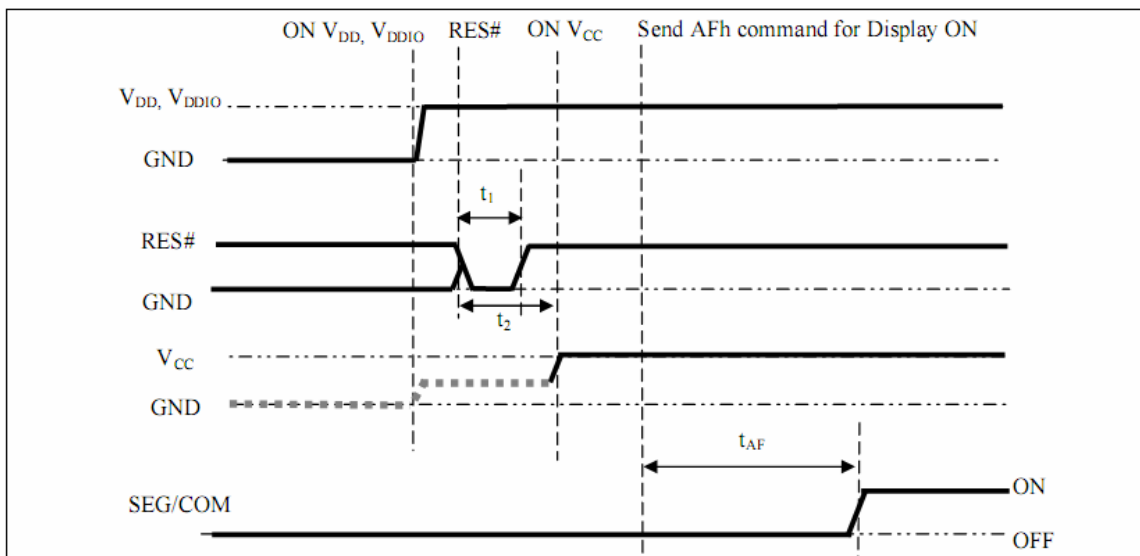 ON VDD, VDDIO RES# ON VCC Send AFh command for Display ON
VDD, VDDIO
GND
t1
RES#
GND
t2
VCC
GND
tAF
SEG/COM
ON
OFF